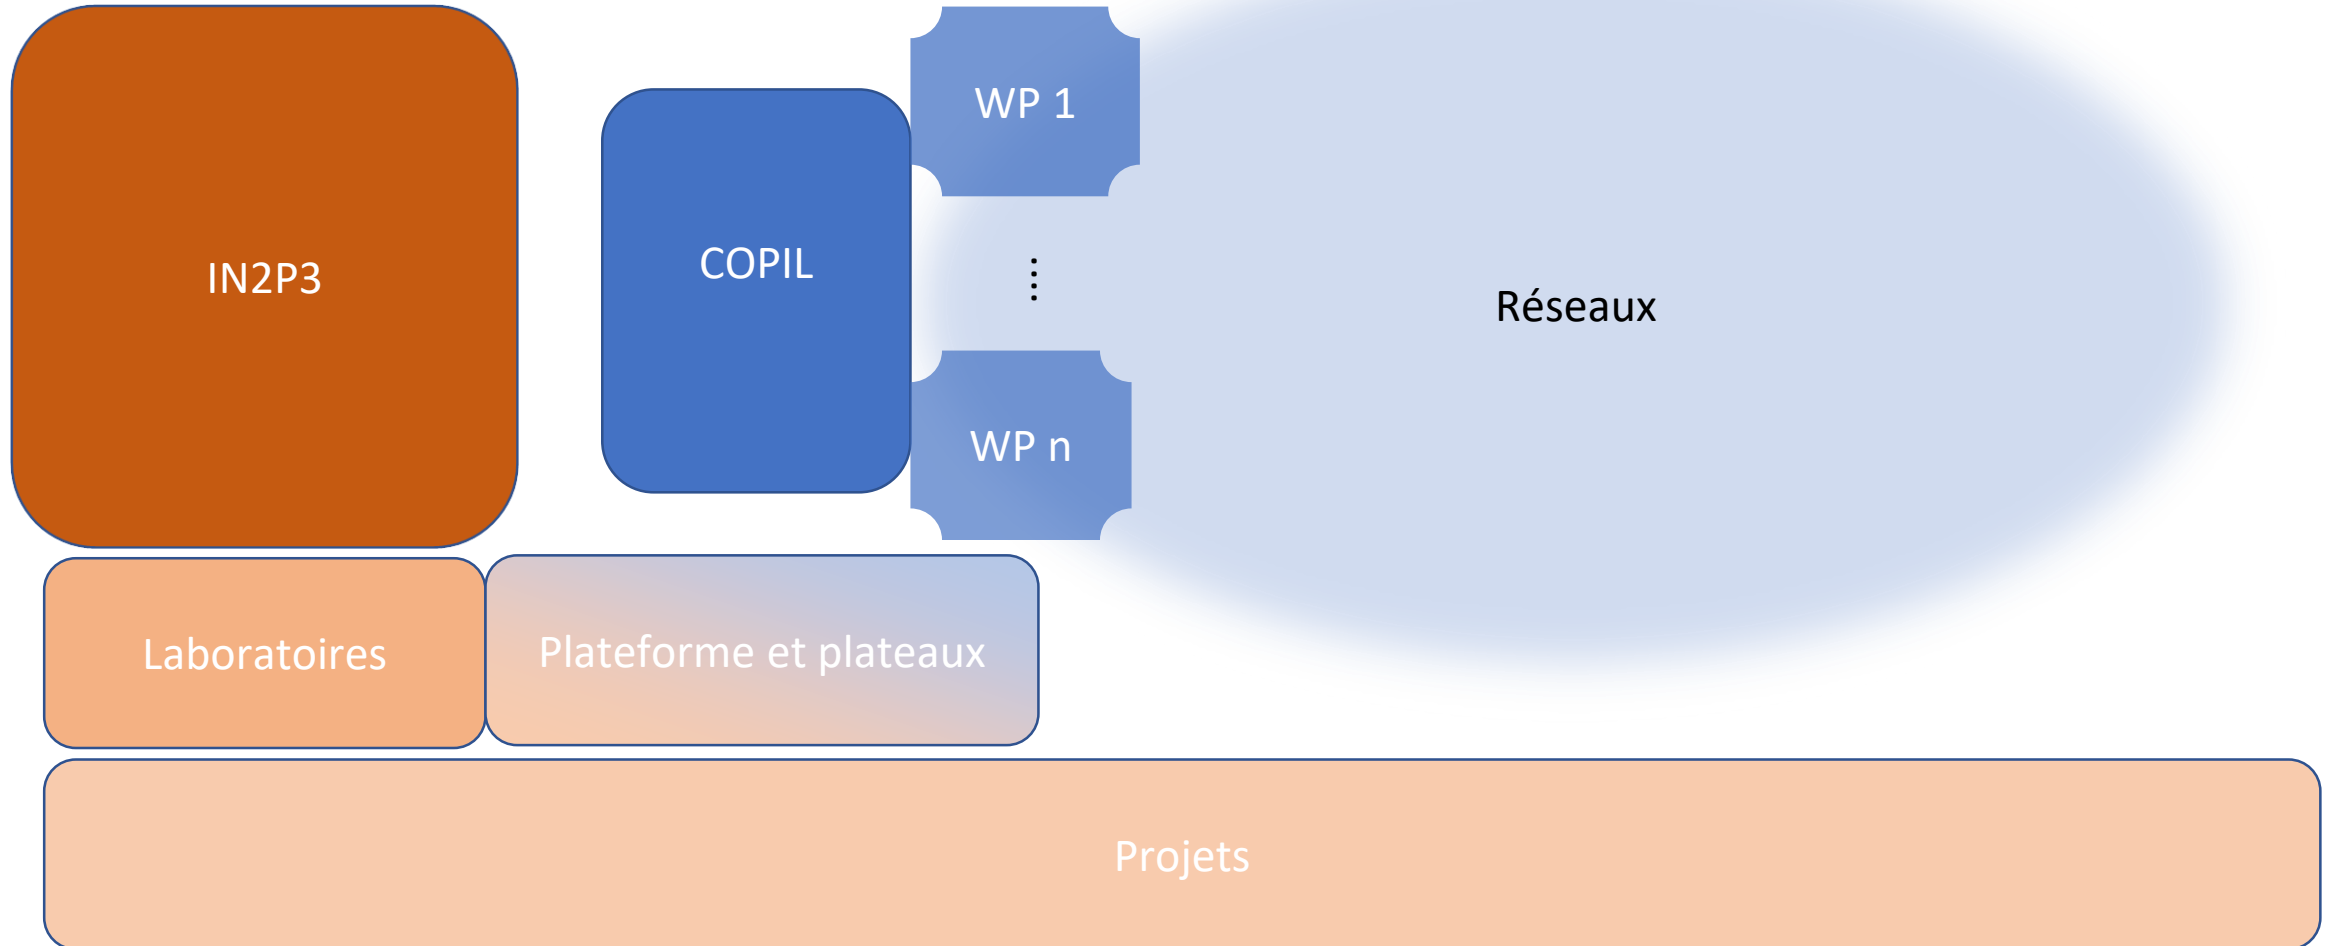 IN2P3
COPIL
WP 1
....
WP n
Réseaux
Laboratoires
Plateforme et plateaux
Projets